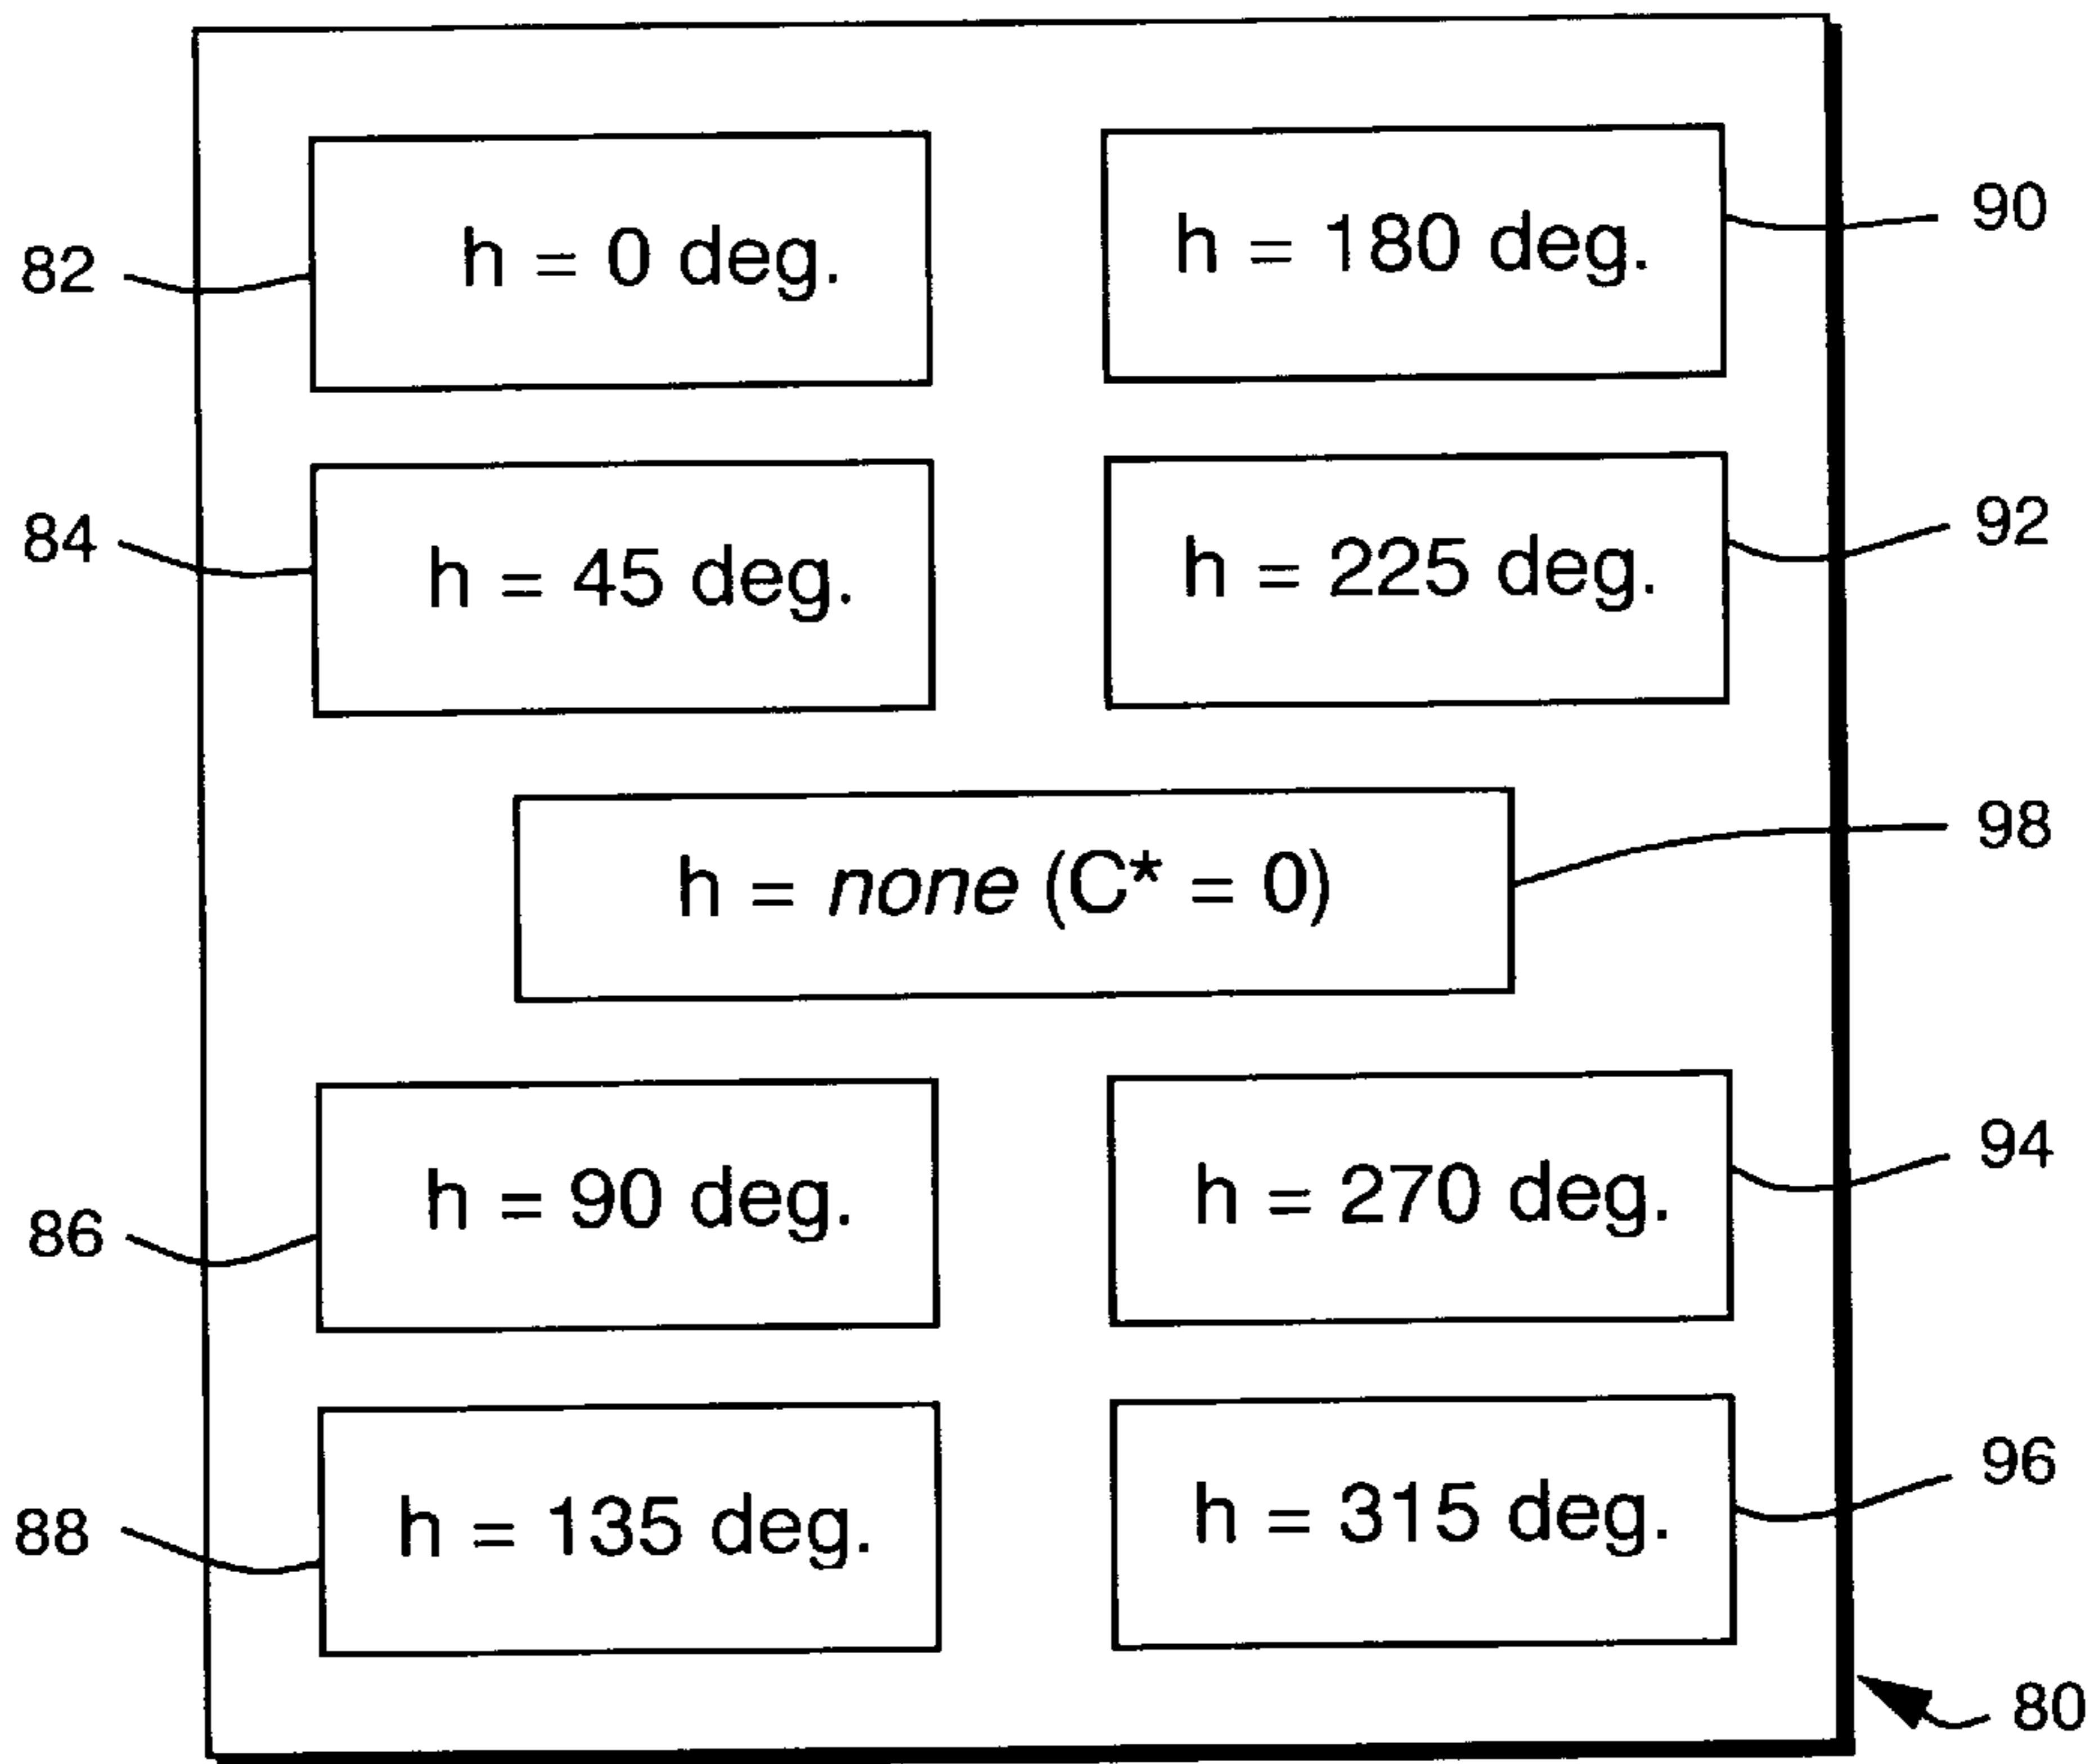 82
h = 0 deg.
h = 180 deg.
90
84
h = 45 deg.
h = 225 deg.
92
h = none (C* = 0)
98
86
h = 90 deg.
h = 270 deg.
94
88
h = 135 deg.
h = 315 deg.
96
80